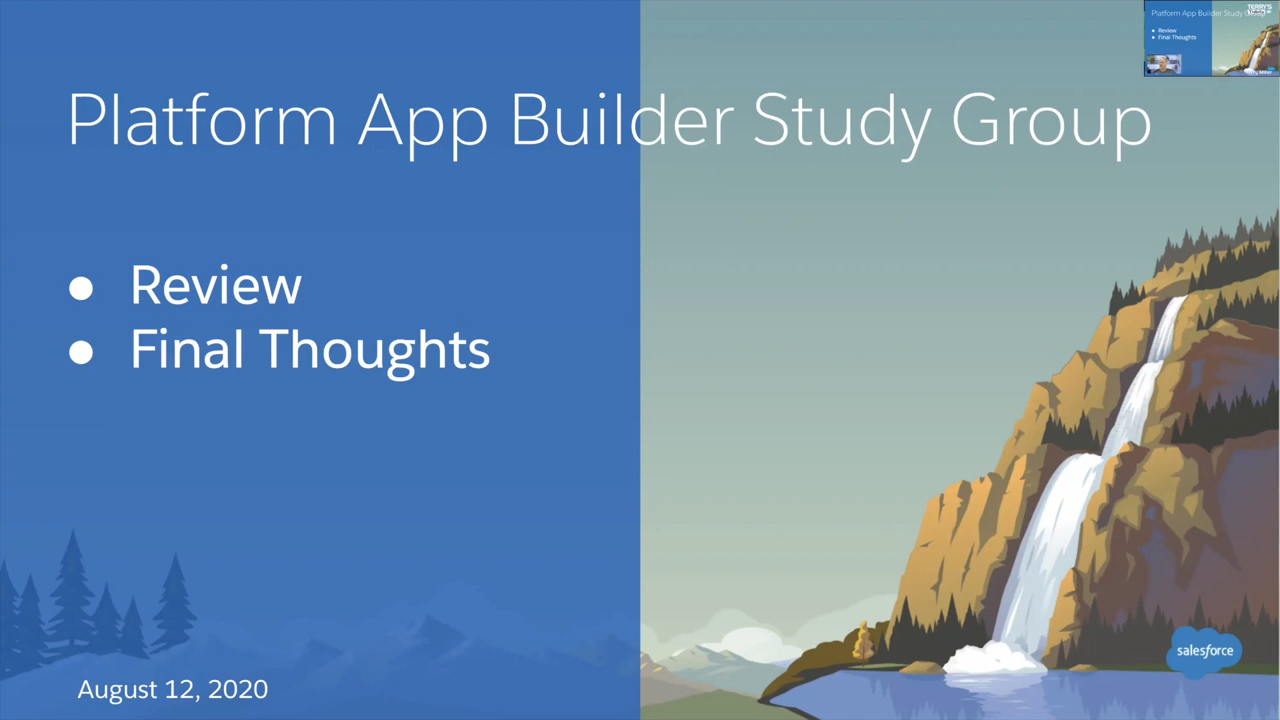 Platform App Builder Study Group
● Review
● Final Thoughts
August 12, 2020
salesforce
Platform App Builder Study Group
● Review
● Final Thoughts
TERRY'S